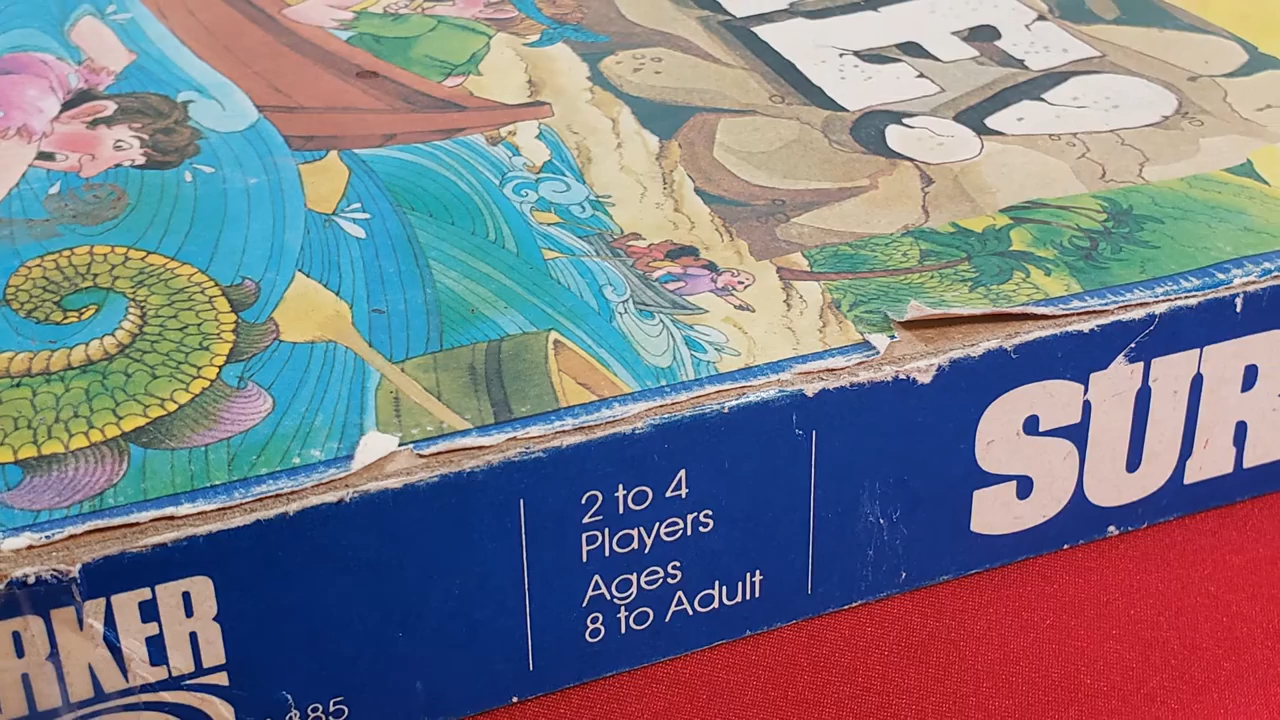 E!
2 to 4
Players
Ages
8 to Adult
SUR
RKER